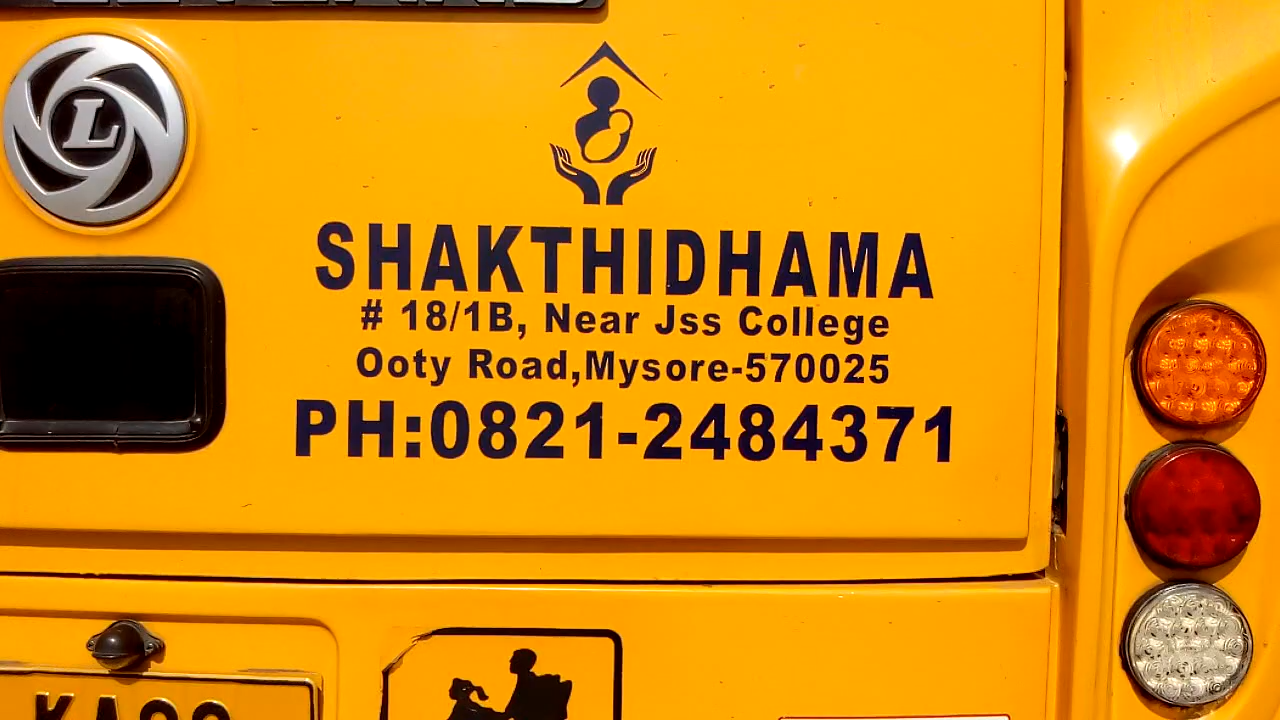 L
SHAKTHIDHAMA
# 18/1B, Near Jss College
Ooty Road,Mysore-570025
PH:0821-2484371